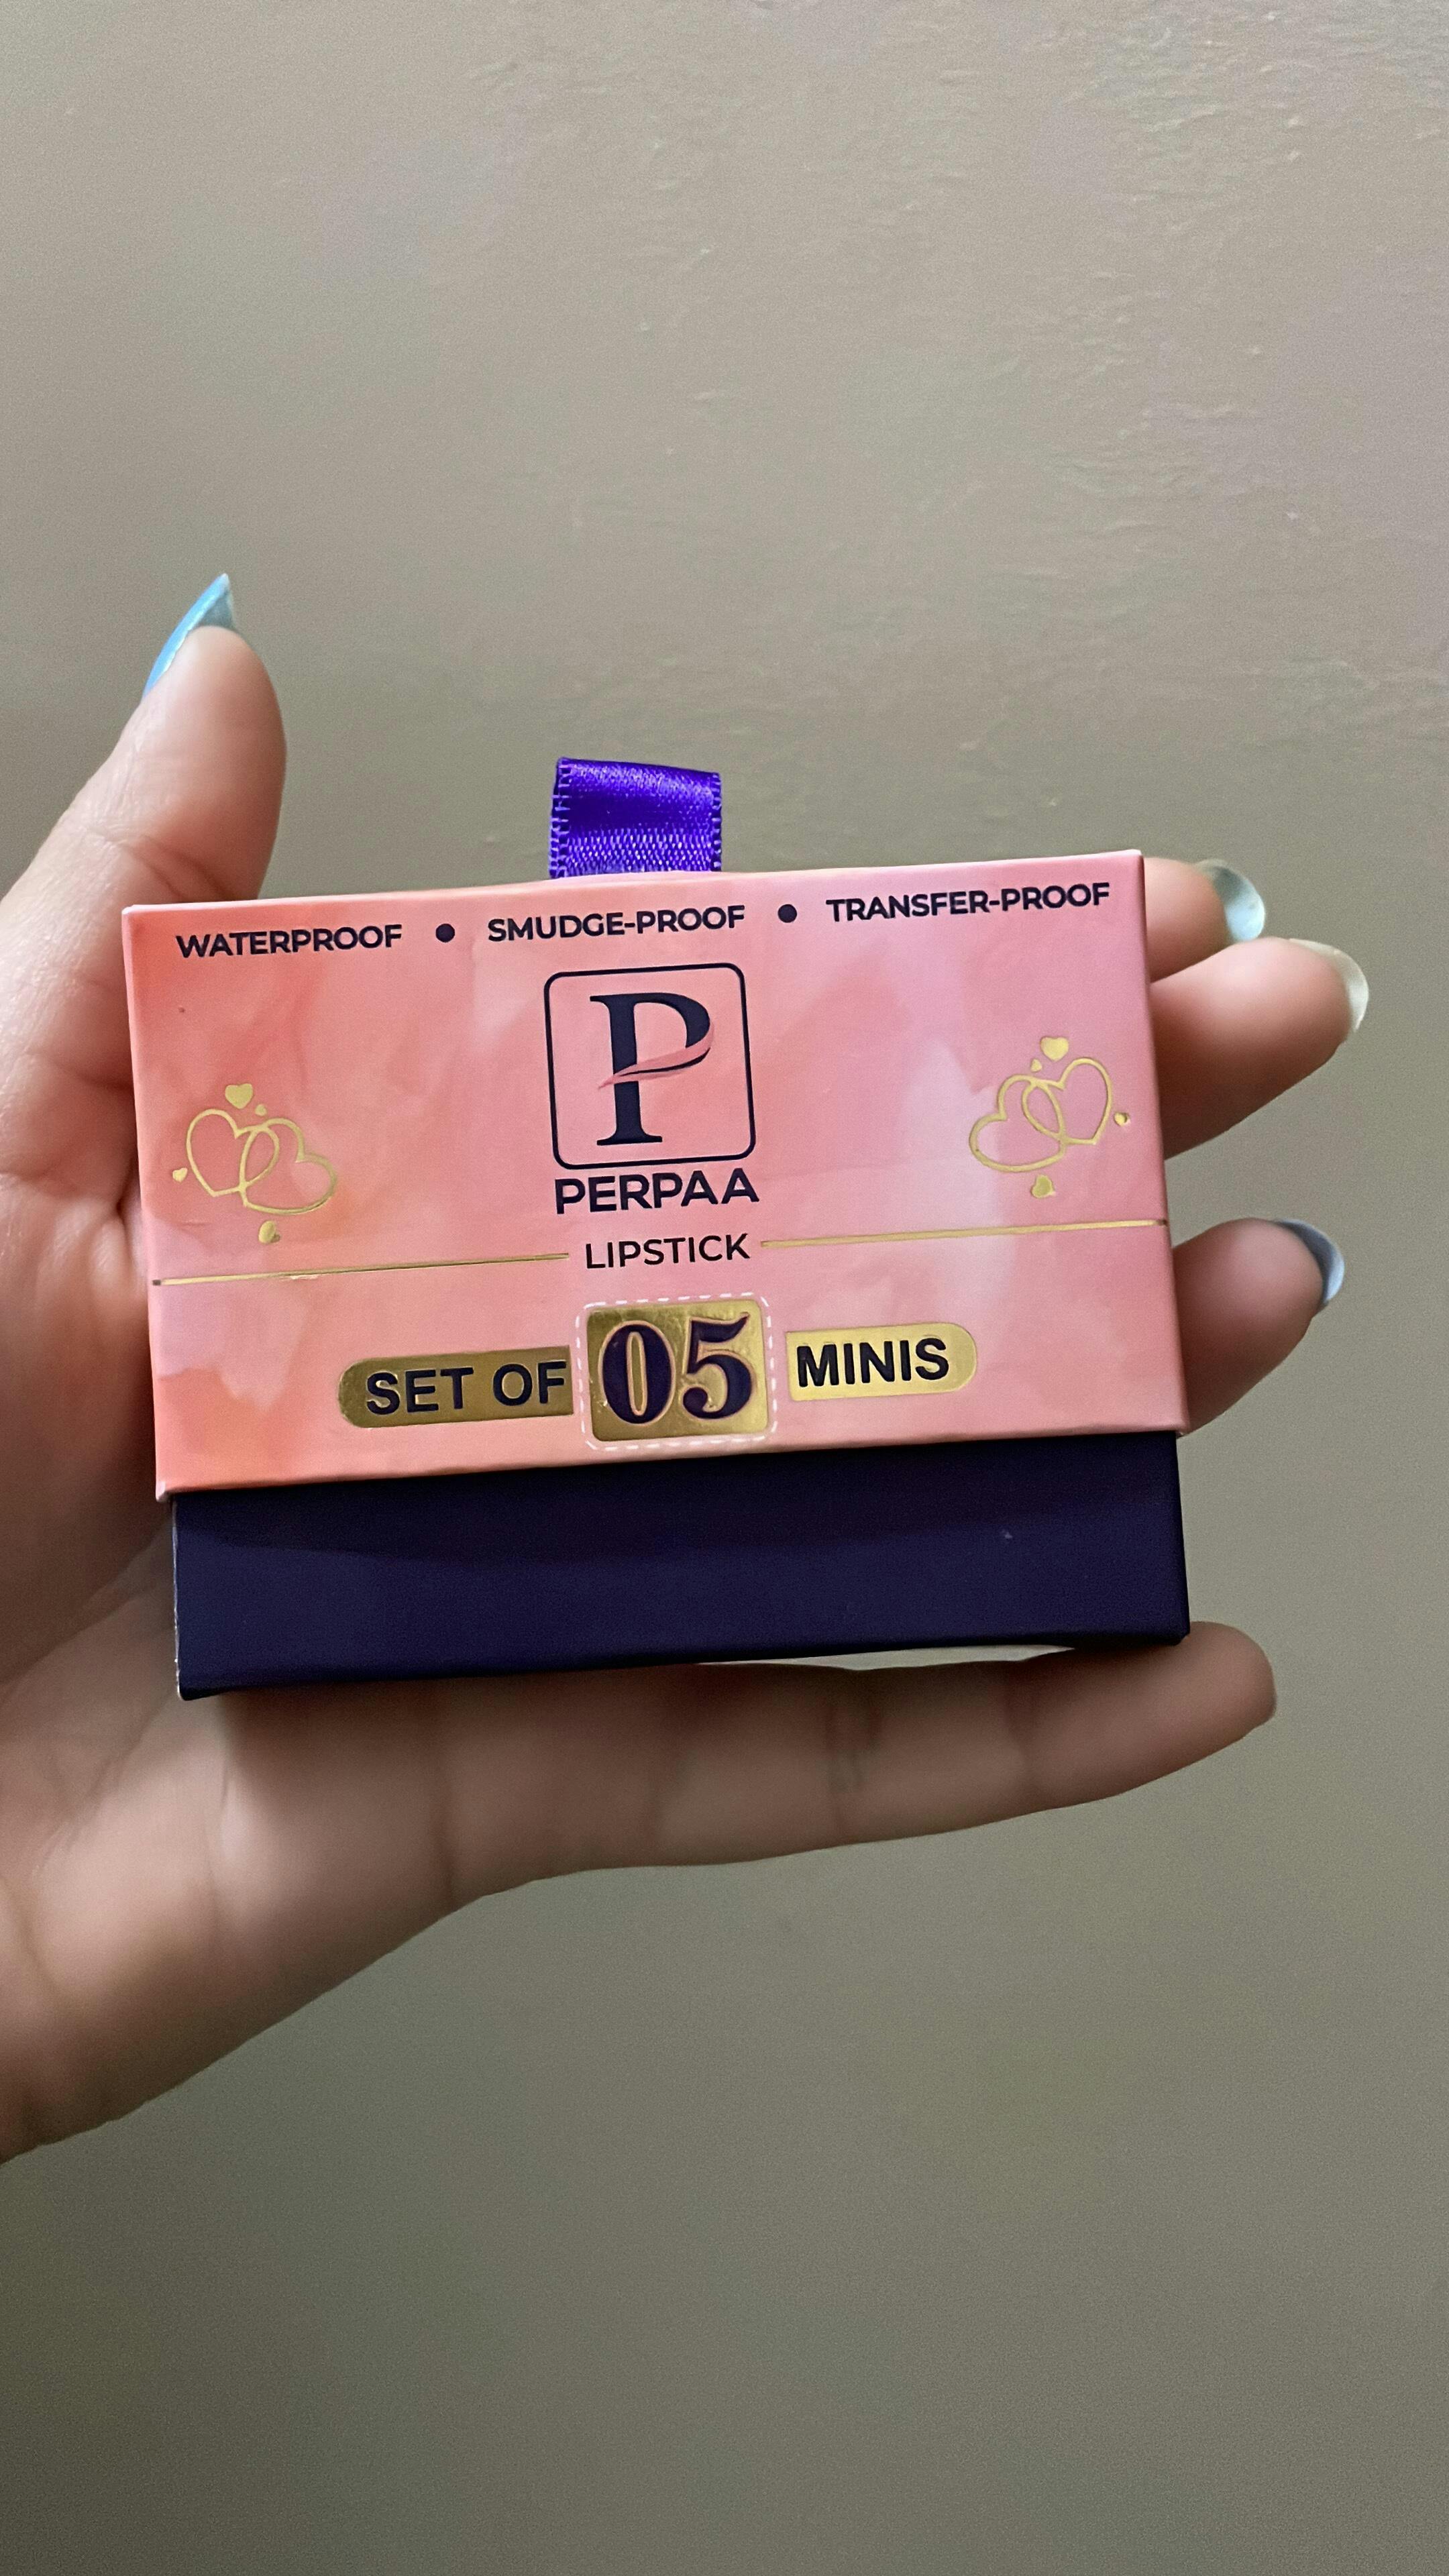 WATERPROOF ● SMUDGE-PROOF ● TRANSFER-PROOF
P
PERPAA
LIPSTICK
SET OF 05 MINIS